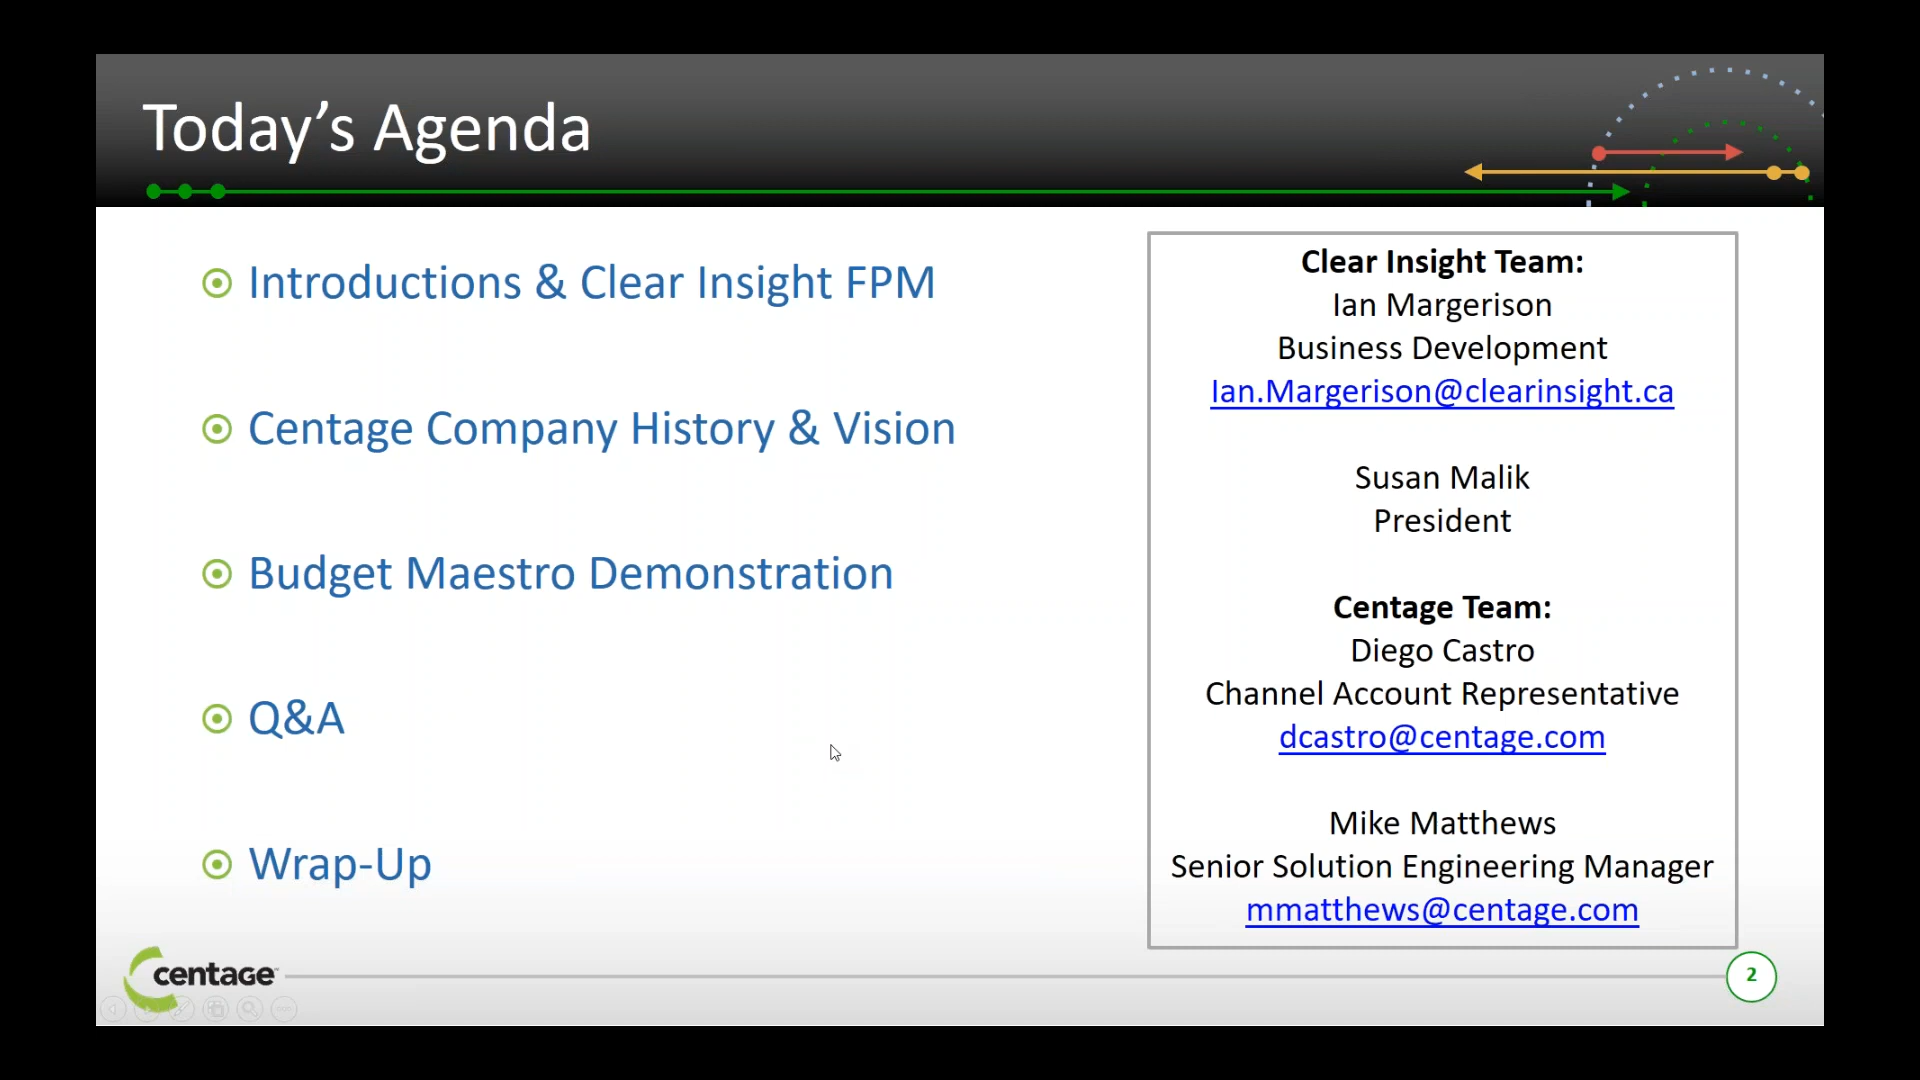 Today’s Agenda
Introductions & Clear Insight FPM
Centage Company History & Vision
Budget Maestro Demonstration
Q&A
Wrap-Up
Clear Insight Team:
Ian Margerison
Business Development
Ian.Margerison@clearinsight.ca
Susan Malik
President
Centage Team:
Diego Castro
Channel Account Representative
dcastro@centage.com
Mike Matthews
Senior Solution Engineering Manager
mmatthews@centage.com
centage
2